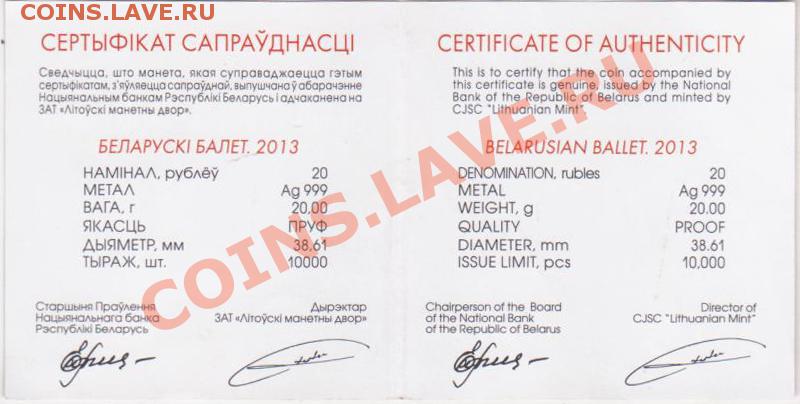 COINS.LAVE.RU
COINS.LAVE.RU
СЕРТЫФІКАТ САПРАЎДНАСЦІ
Сведчыцца, што манета, якая суправаджаецца гэтым
сертыфікатам, з'яўляецца сапраўднай, выпушчана ў абарачэнне
Нацыянальным банкам Рэспублікі Беларусь і адчаканена на
ЗАТ «Літоўскі манетны двор».
БЕЛАРУСКІ БАЛЕТ. 2013
НАМІНАЛ, рублёў 20
МЕТАЛ Ag 999
ВАГА, г 20.00
ЯКАСЦЬ ПРУФ
ДЫЯМЕТР, мм 38,61
ТЫРАЖ, шт. 10000
Старшыня Праўлення
Нацыянальнага банка
Рэспублікі Беларусь
Дырэктар
ЗАТ «Літоўскі манетны двор»
CERTIFICATE OF AUTHENTICITY
This is to certify that the coin accompanied by
this certificate is genuine, issued by the National
Bank of the Republic of Belarus and minted by
CJSC "Lithuanian Mint".
BELARUSIAN BALLET. 2013
DENOMINATION, rubles 20
METAL Ag 999
WEIGHT, g 20.00
QUALITY PROOF
DIAMETER, mm 38.61
ISSUE LIMIT, pcs 10,000
Chairperson of the Board
of the National Bank
of the Republic of Belarus
Director of
CJSC "Lithuanian Mint"
COINS.LAVE.RU